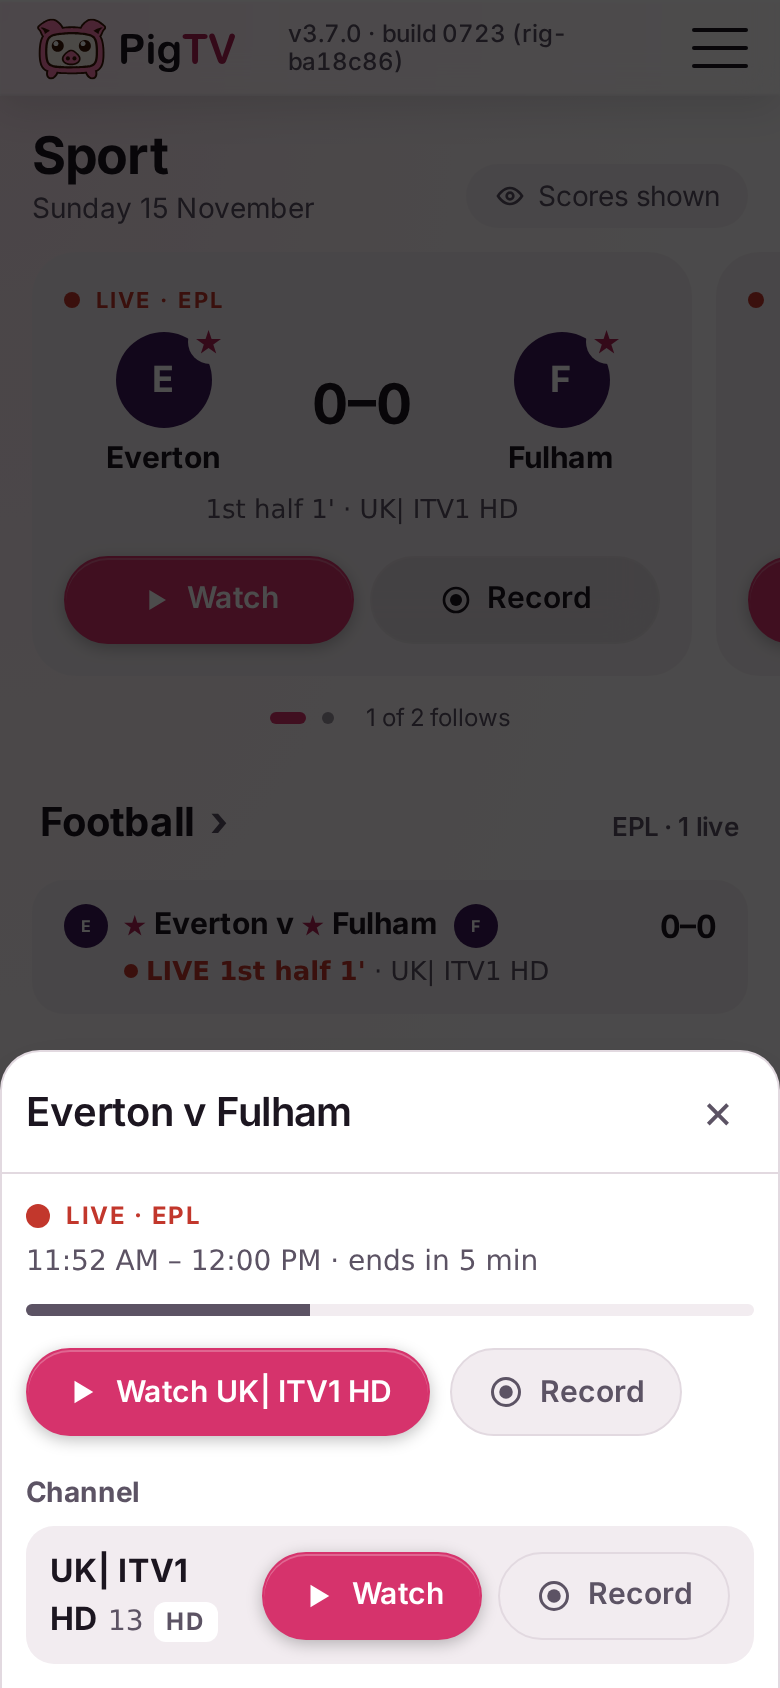 PigTV
v3.7.0 · build 0723 (rig-
ba18c86)
Sport
Sunday 15 November
Scores shown
LIVE · EPL
E
F
0–0
Everton
Fulham
1st half 1' · UK| ITV1 HD
Watch
Record
1 of 2 follows
Football ›
EPL · 1 live
E ★ Everton v ★ Fulham F 0–0
LIVE 1st half 1' · UK| ITV1 HD
Everton v Fulham ×
LIVE · EPL
11:52 AM – 12:00 PM · ends in 5 min
Watch UK| ITV1 HD
Record
Channel
UK| ITV1
HD 13 HD
Watch
Record